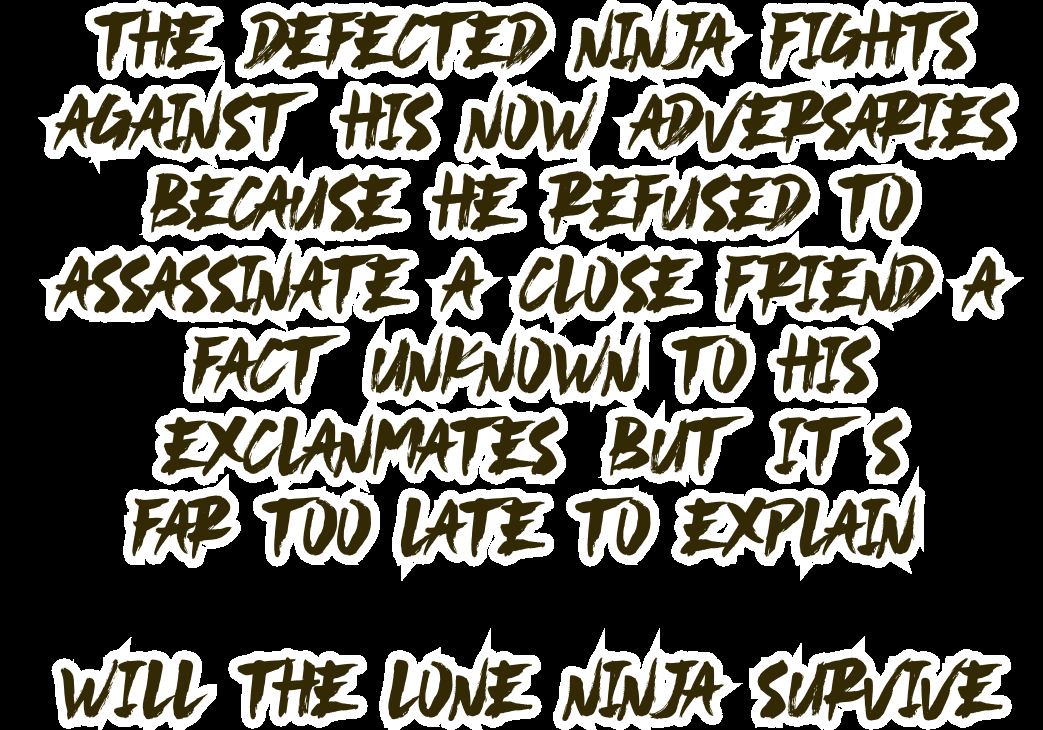 THE DEFECTED NINJA FIGHTS
AGAINST HIS NOW ADVERSARIES
BECAUSE HE REFUSED TO
ASSASSINATE A CLOSE FRIEND A
FACT UNKNOWN TO HIS
EXCLANMATES BUT IT S
FAR TOO LATE TO EXPLAIN
WILL THE LONE NINJA SURVIVE